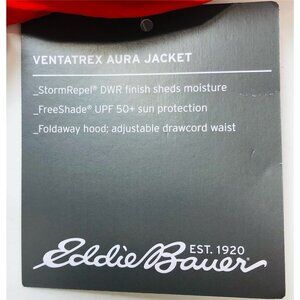 VENTATREX AURA JACKET
_StormRepel® DWR finish sheds moisture
_FreeShade® UPF 50+ sun protection
_Foldaway hood; adjustable drawcord waist
Eddie Bauer EST. 1920